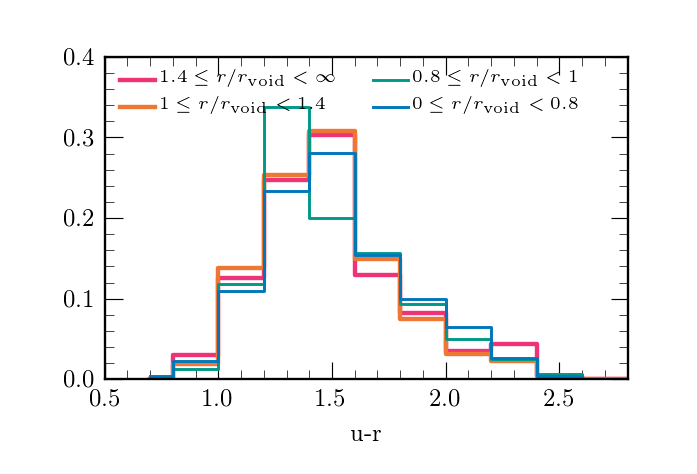 0.4
1.4 ≤ r/r_void < ∞
0.8 ≤ r/r_void < 1
1 ≤ r/r_void < 1.4
0 ≤ r/r_void < 0.8
0.3
0.2
0.1
0.0
0.5 1.0 1.5 2.0 2.5
u-r